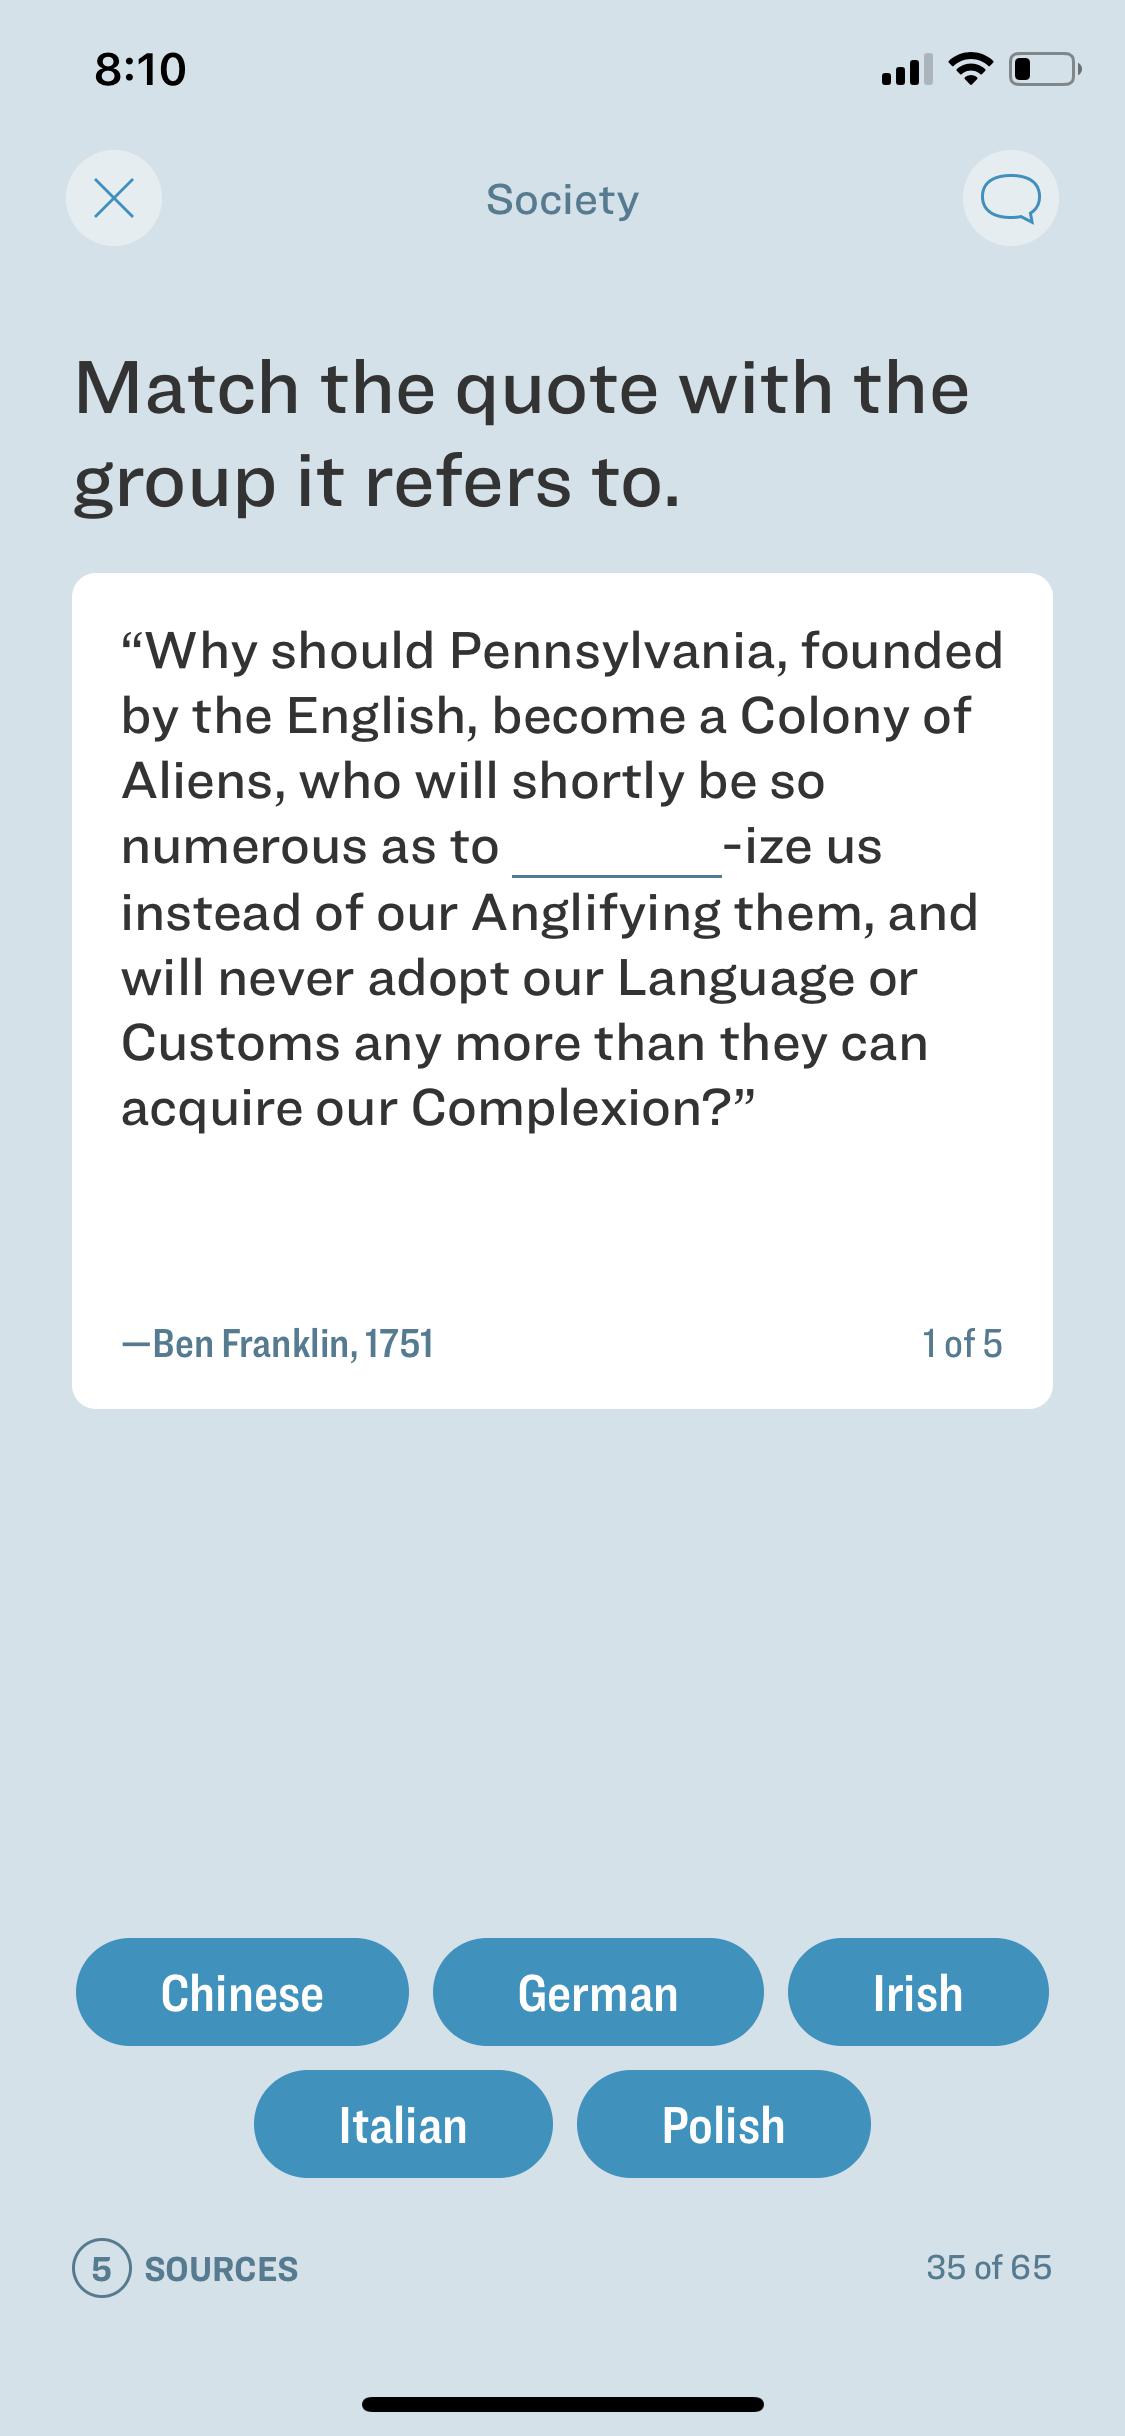 8:10
Society
Match the quote with the
group it refers to.
“Why should Pennsylvania, founded
by the English, become a Colony of
Aliens, who will shortly be so
numerous as to ________-ize us
instead of our Anglifying them, and
will never adopt our Language or
Customs any more than they can
acquire our Complexion?”
—Ben Franklin, 1751 1 of 5
Chinese German Irish
Italian Polish
5 SOURCES 35 of 65